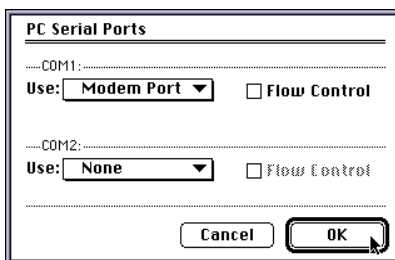 PC Serial Ports
COM1:
Use: Modem Port Flow Control
COM2:
Use: None Flow Control
Cancel OK